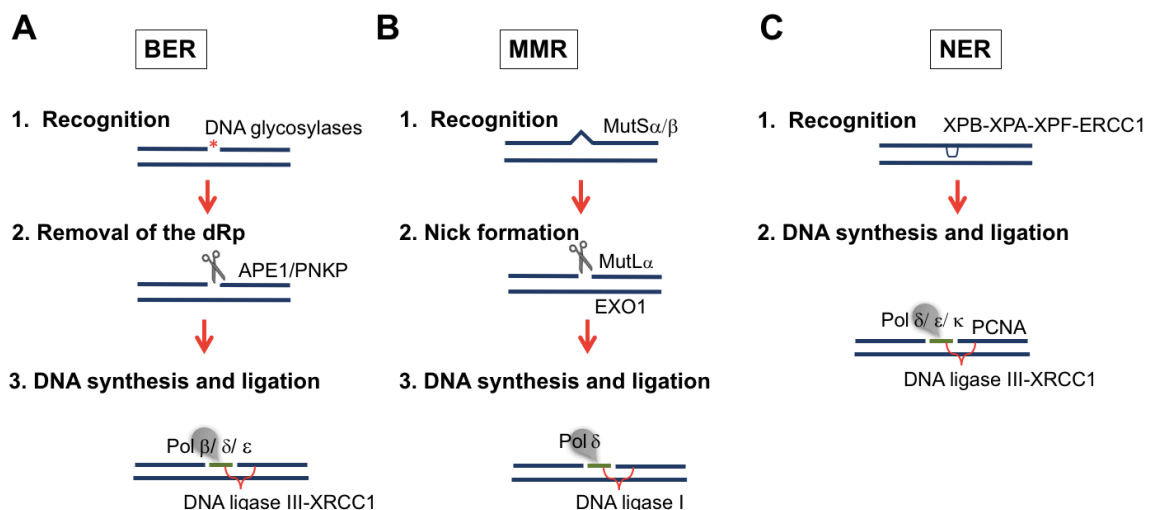 A
BER
1. Recognition
DNA glycosylases
*
2. Removal of the dRp
APE1/PNKP
3. DNA synthesis and ligation
Pol β/ δ/ ε
DNA ligase III-XRCC1
B
MMR
1. Recognition
MutSα/β
2. Nick formation
MutLα
EXO1
3. DNA synthesis and ligation
Pol δ
DNA ligase I
C
NER
1. Recognition
XPB-XPA-XPF-ERCC1
2. DNA synthesis and ligation
Pol δ/ ε/ κ
PCNA
DNA ligase III-XRCC1